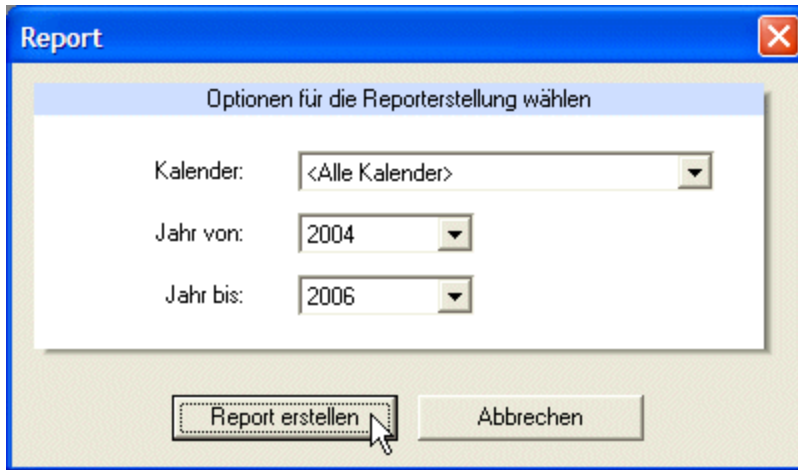 Report
Optionen für die Reporterstellung wählen
Kalender: <Alle Kalender>
Jahr von: 2004
Jahr bis: 2006
Report erstellen Abbrechen